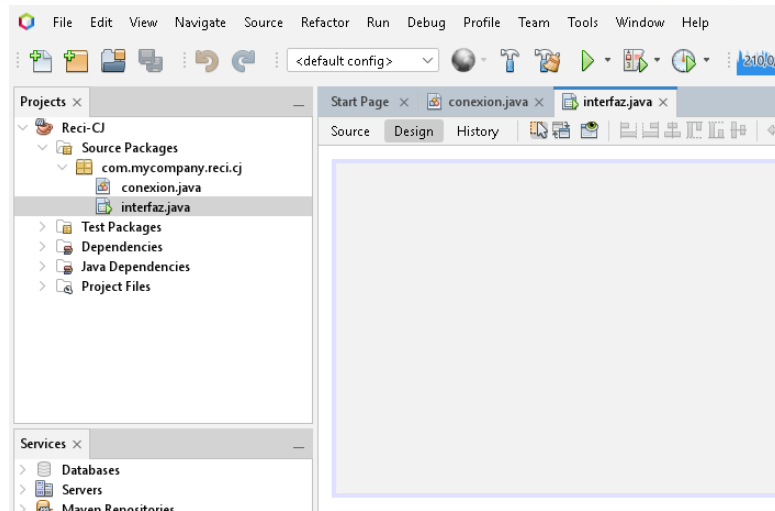 File Edit View Navigate Source Refactor Run Debug Profile Team Tools Window Help
<default config>
Projects
Start Page conexion.java interfaz.java
Source Design History
Reci-CJ
Source Packages
com.mycompany.reci.cj
conexion.java
interfaz.java
Test Packages
Dependencies
Java Dependencies
Project Files
Services
Databases
Servers
Maven Repositories